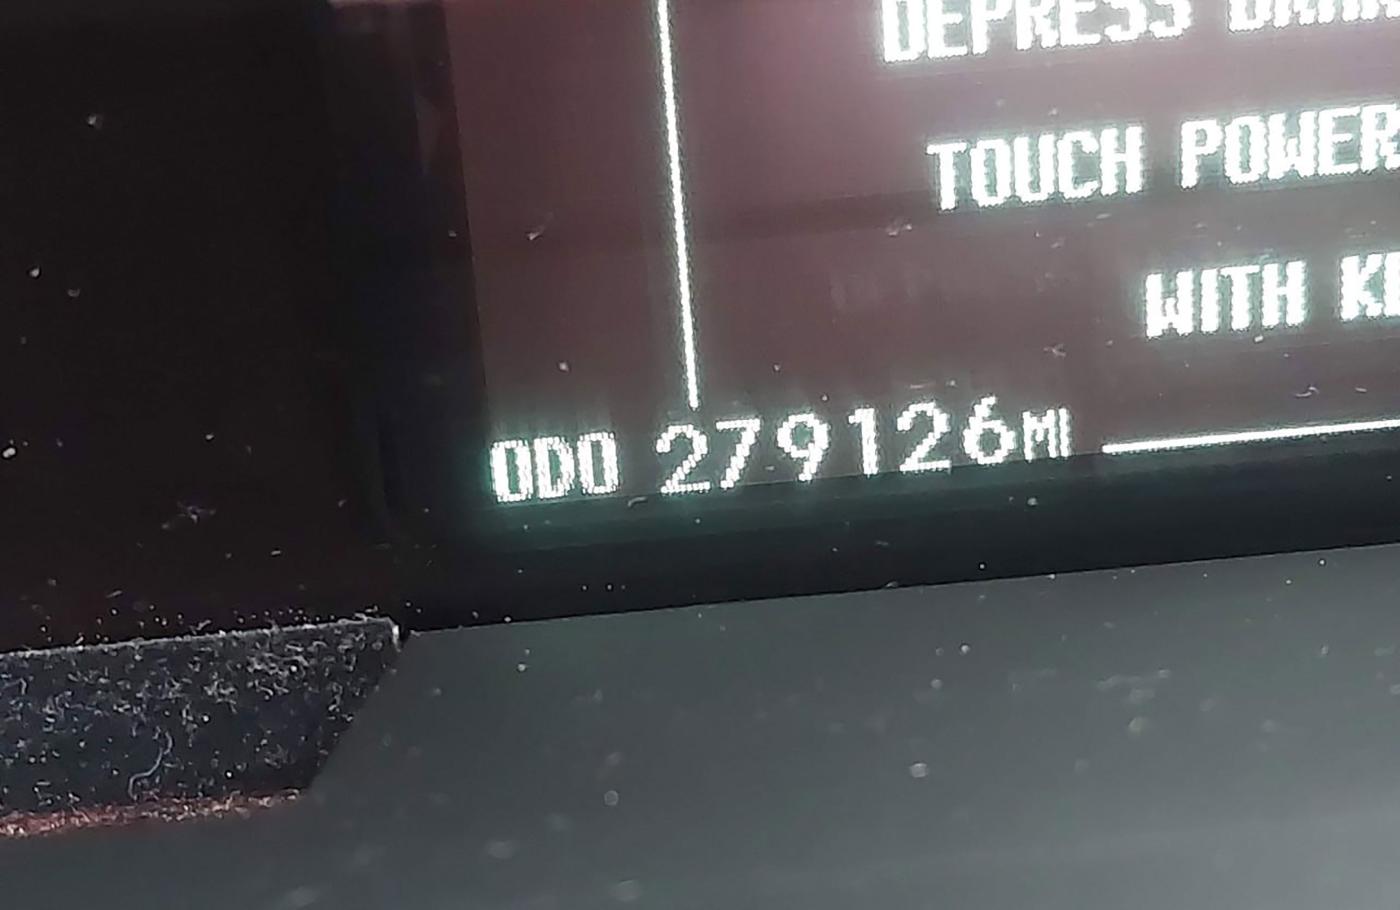 DEPRESS
TOUCH POWER
WITH
ODO 279126MI